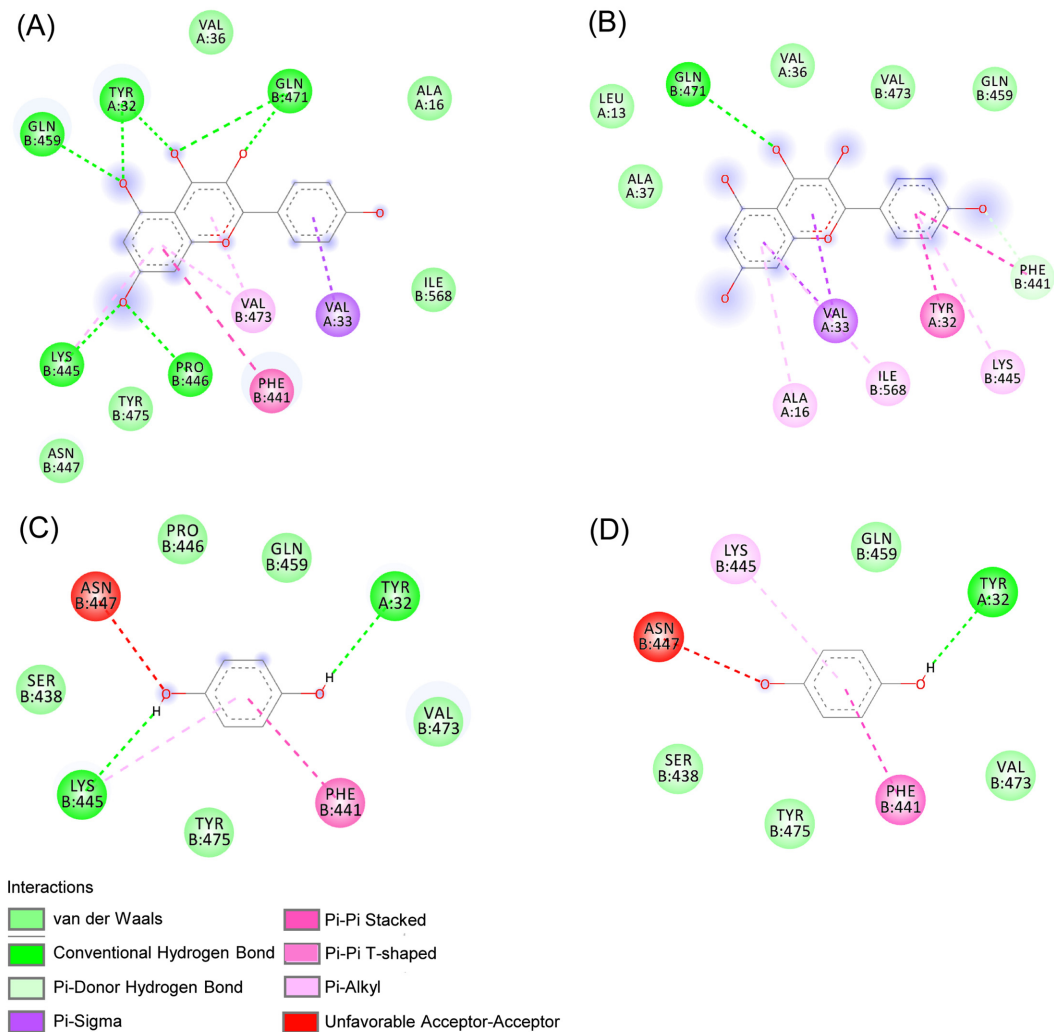 (A)
VAL
A:36
TYR
A:32
GLN
B:471
ALA
A:16
GLN
B:459
O
O
O
O
O
O
ILE
B:568
VAL
B:473
VAL
A:33
LYS
B:445
PRO
B:446
PHE
B:441
TYR
B:475
ASN
B:447
(B)
GLN
B:471
VAL
A:36
VAL
B:473
GLN
B:459
LEU
A:13
ALA
A:37
O
O
O
O
O
O
PHE
B:441
VAL
A:33
TYR
A:32
LYS
B:445
ILE
B:568
ALA
A:16
(C)
PRO
B:446
GLN
B:459
ASN
B:447
TYR
A:32
SER
B:438
O
H
H
O
VAL
B:473
LYS
B:445
PHE
B:441
TYR
B:475
(D)
LYS
B:445
GLN
B:459
TYR
A:32
ASN
B:447
O
H
O
SER
B:438
VAL
B:473
PHE
B:441
TYR
B:475
Interactions
van der Waals
Conventional Hydrogen Bond
Pi-Donor Hydrogen Bond
Pi-Sigma
Pi-Pi Stacked
Pi-Pi T-shaped
Pi-Alkyl
Unfavorable Acceptor-Acceptor